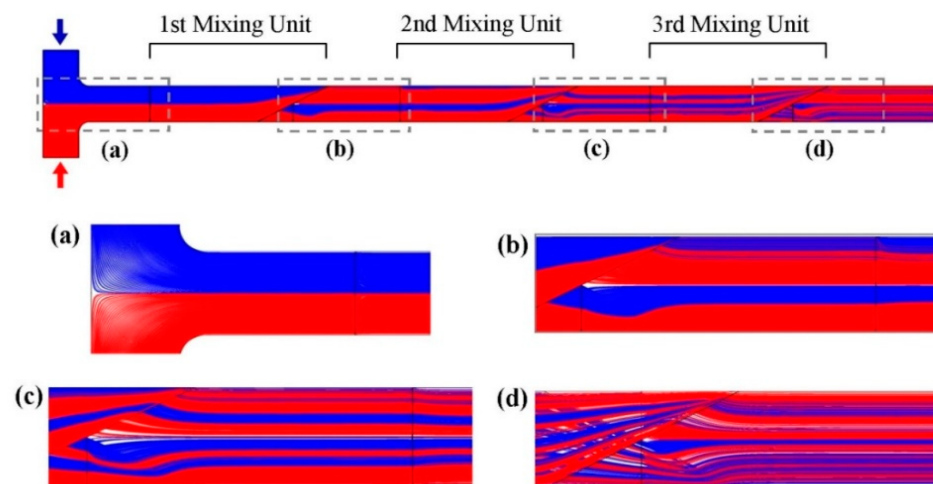 1st Mixing Unit 2nd Mixing Unit 3rd Mixing Unit
(a) (b) (c) (d)
(a) (b)
(c) (d)